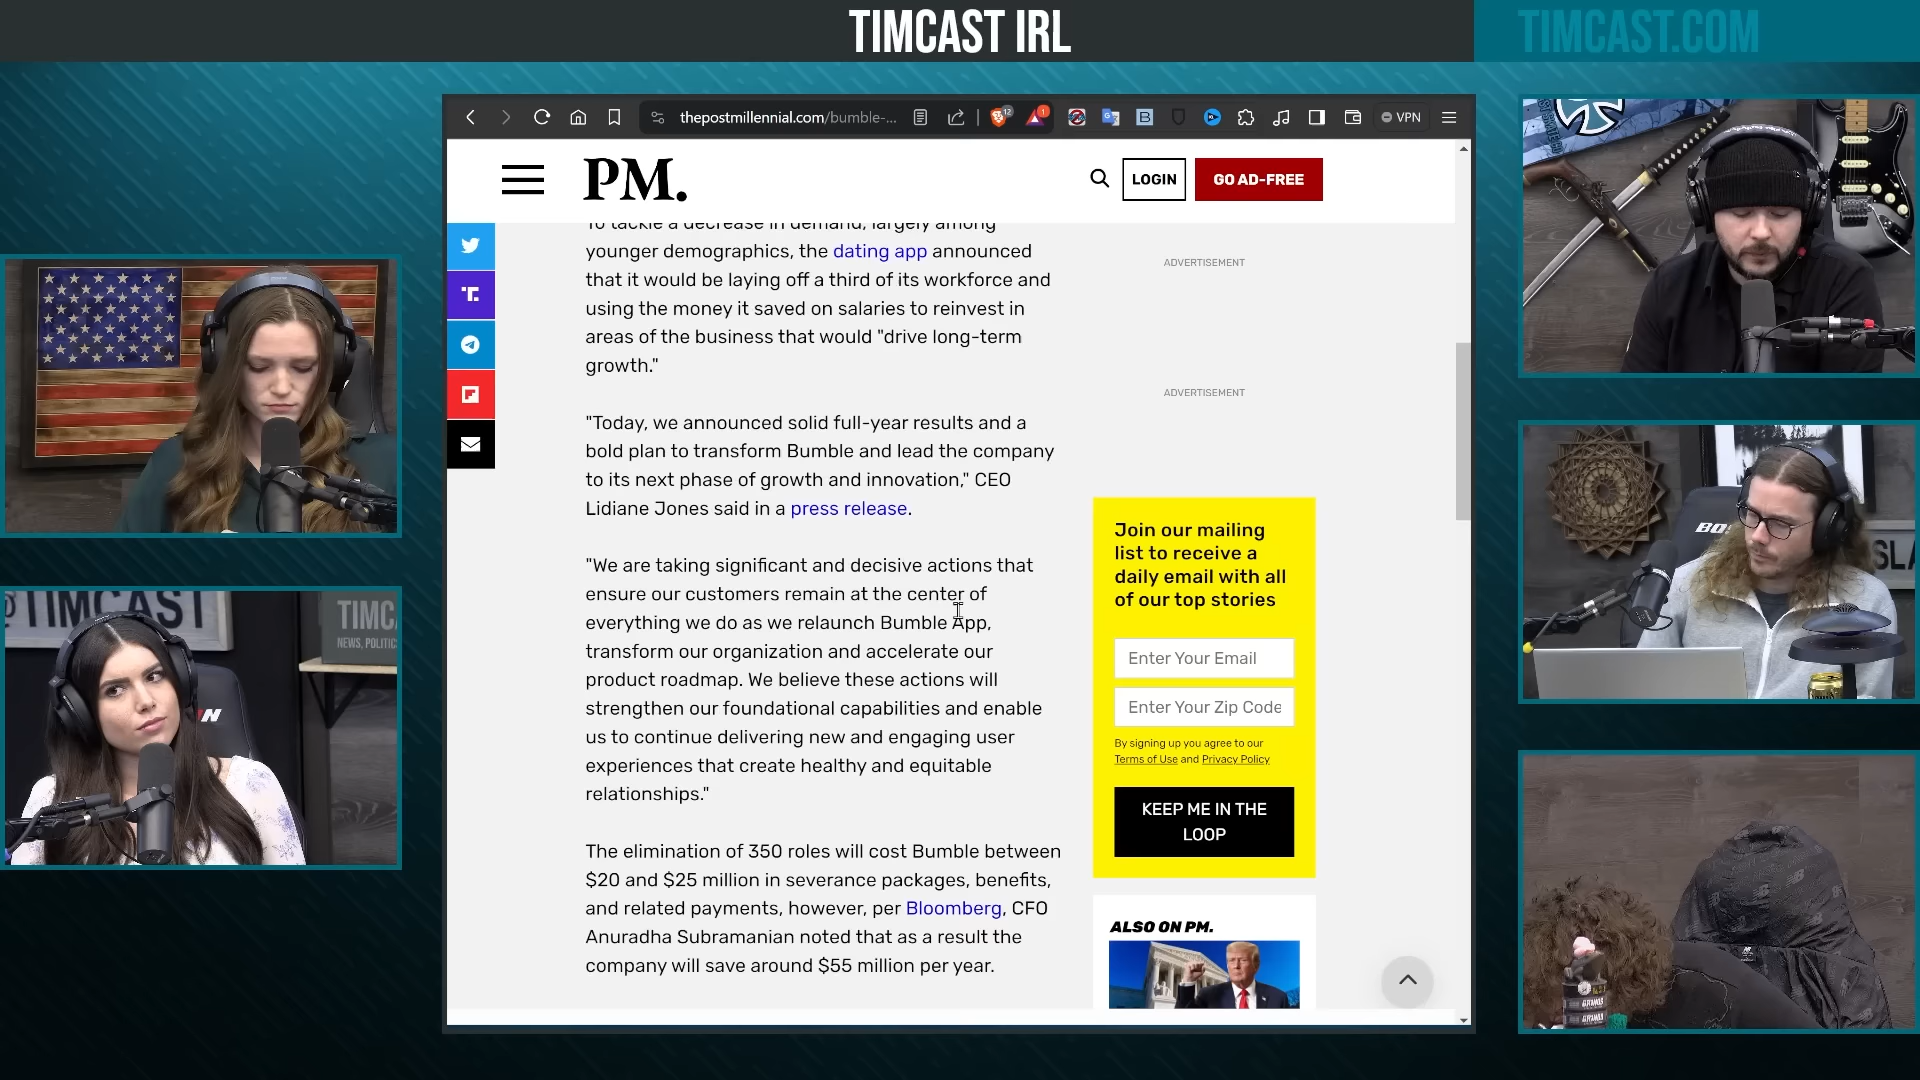 TIMCAST IRL
TIMCAST.COM
thepostmillennial.com/bumble-...
12
1
VPN
PM.
LOGIN
GO AD-FREE
To tackle a decrease in demand, largely among
younger demographics, the dating app announced
that it would be laying off a third of its workforce and
using the money it saved on salaries to reinvest in
areas of the business that would "drive long-term
growth."
"Today, we announced solid full-year results and a
bold plan to transform Bumble and lead the company
to its next phase of growth and innovation," CEO
Lidiane Jones said in a press release.
"We are taking significant and decisive actions that
ensure our customers remain at the center of
everything we do as we relaunch Bumble App,
transform our organization and accelerate our
product roadmap. We believe these actions will
strengthen our foundational capabilities and enable
us to continue delivering new and engaging user
experiences that create healthy and equitable
relationships."
The elimination of 350 roles will cost Bumble between
$20 and $25 million in severance packages, benefits,
and related payments, however, per Bloomberg, CFO
Anuradha Subramanian noted that as a result the
company will save around $55 million per year.
ADVERTISEMENT
ADVERTISEMENT
Join our mailing
list to receive a
daily email with all
of our top stories
Enter Your Email
Enter Your Zip Code
By signing up you agree to our
Terms of Use and Privacy Policy
KEEP ME IN THE
LOOP
ALSO ON PM.
@TIMCAST
TIMC
NEWS, POLITIC